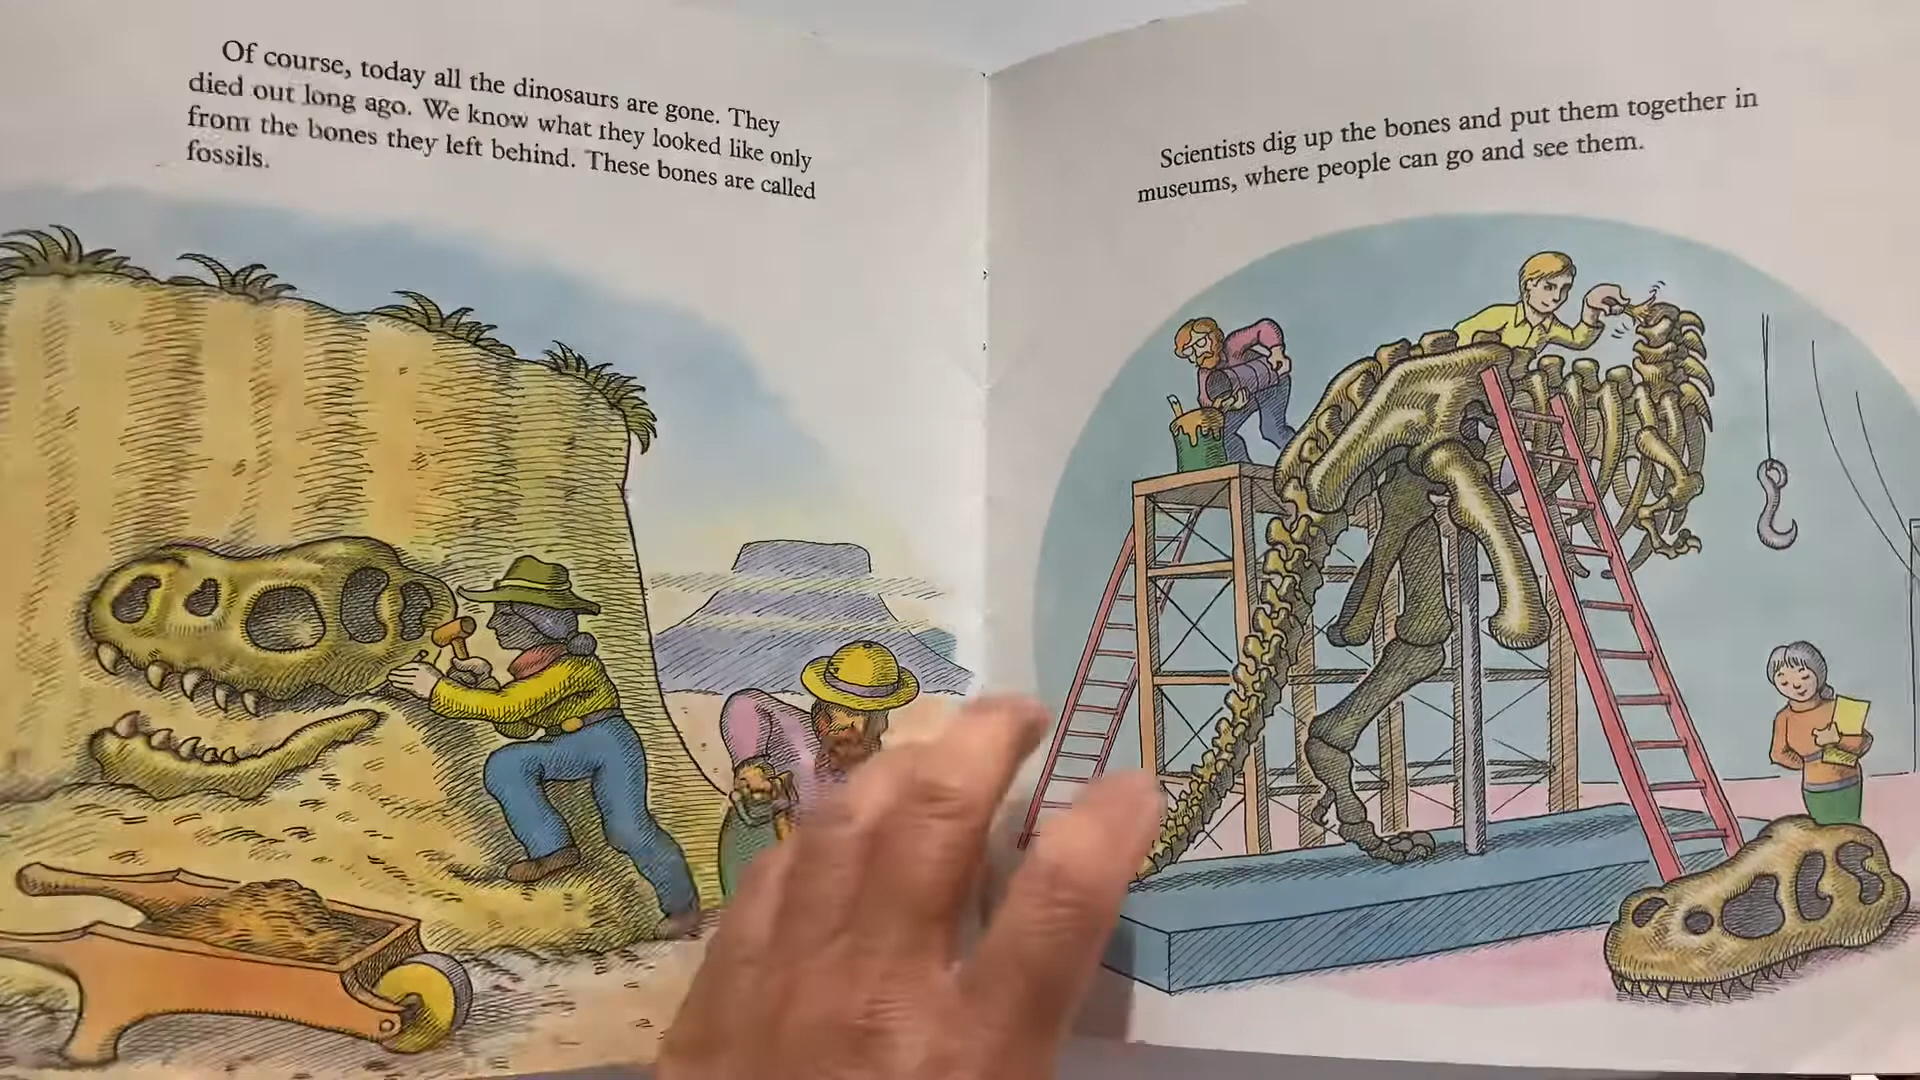 Of course, today all the dinosaurs are gone. They
died out long ago. We know what they looked like only
from the bones they left behind. These bones are called
fossils.
Scientists dig up the bones and put them together in
museums, where people can go and see them.